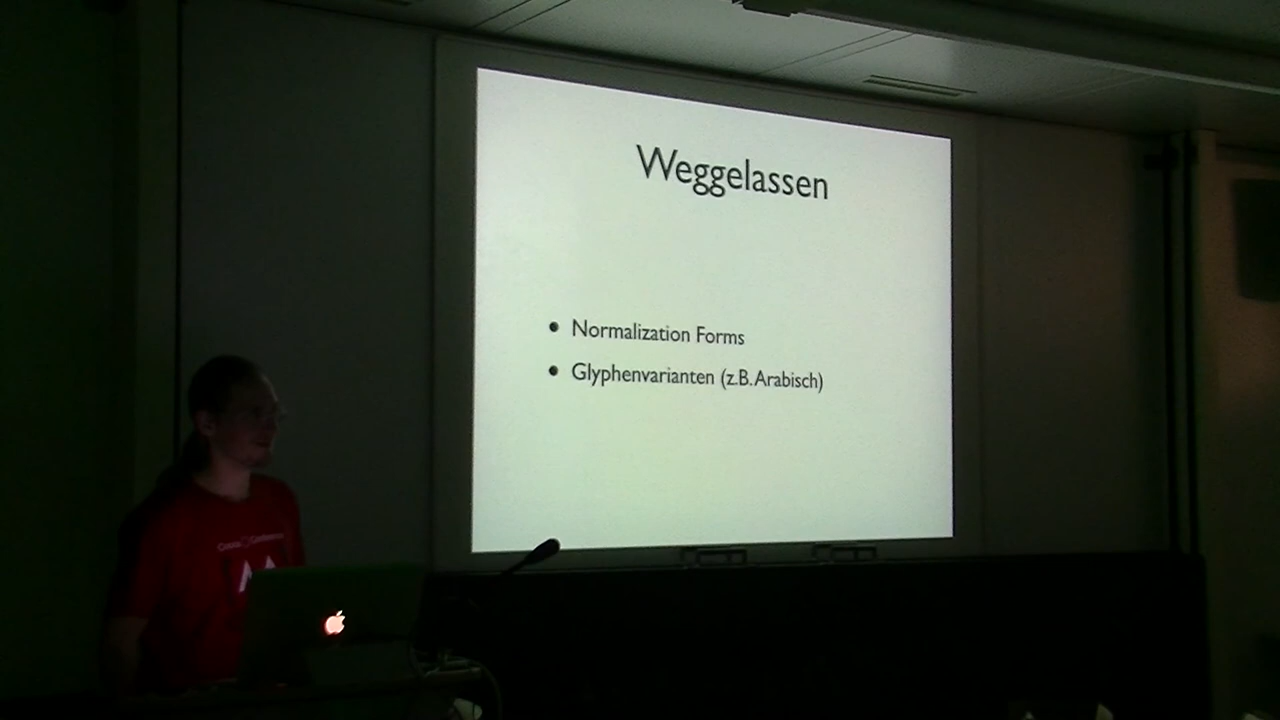 Weggelassen
• Normalization Forms
• Glyphenvarianten (z.B. Arabisch)